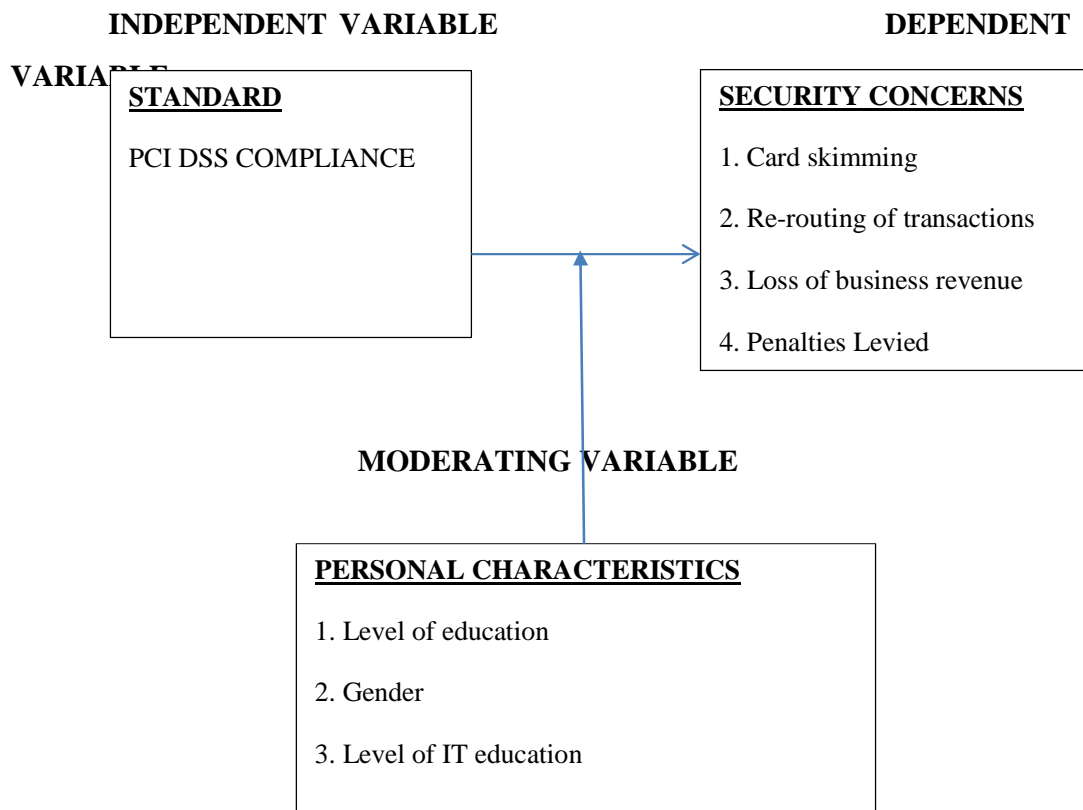 INDEPENDENT VARIABLE DEPENDENT
VARIABLE
STANDARD
PCI DSS COMPLIANCE
SECURITY CONCERNS
1. Card skimming
2. Re-routing of transactions
3. Loss of business revenue
4. Penalties Levied
MODERATING VARIABLE
PERSONAL CHARACTERISTICS
1. Level of education
2. Gender
3. Level of IT education